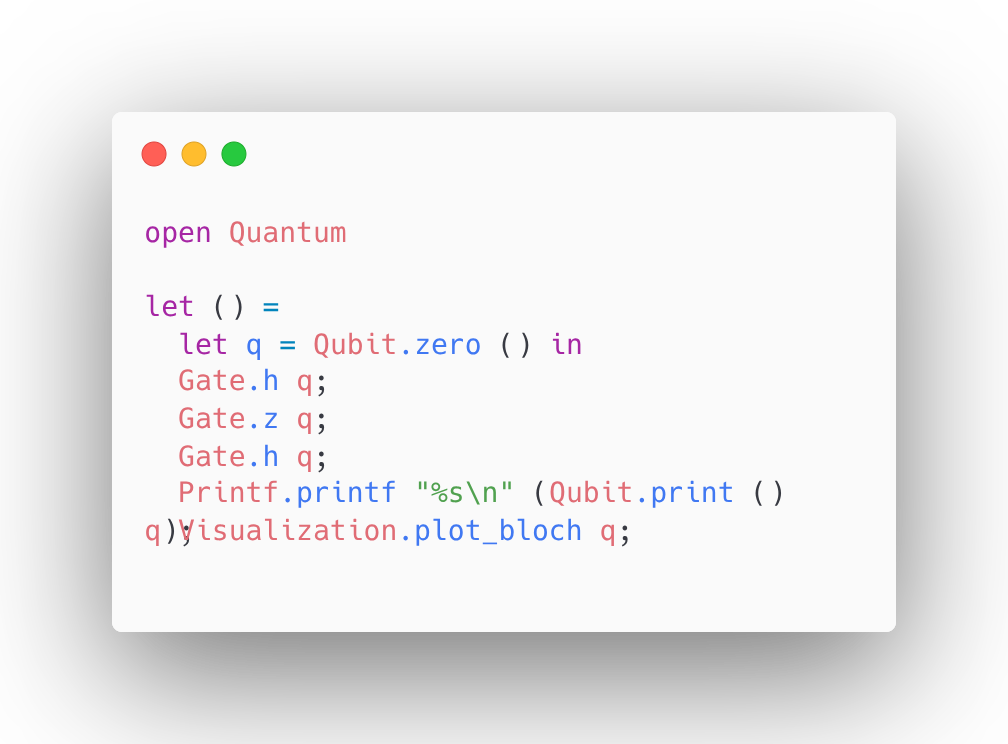 open Quantum
let () =
  let q = Qubit.zero () in
  Gate.h q;
  Gate.z q;
  Gate.h q;
  Printf.printf "%s\n" (Qubit.print ()
q);
  Visualization.plot_bloch q;